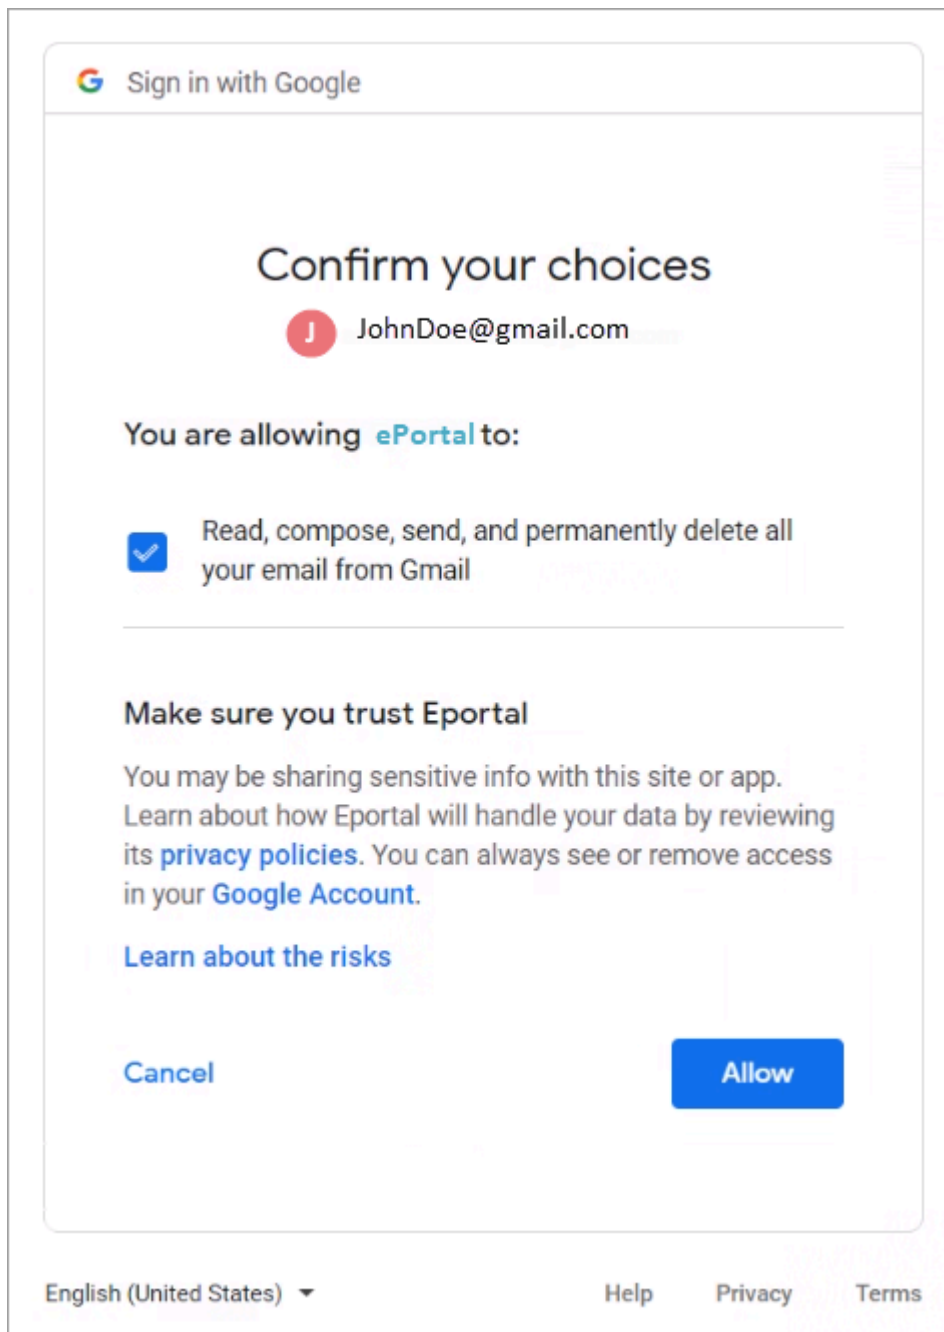 Sign in with Google
Confirm your choices
J
JohnDoe@gmail.com
You are allowing ePortal to:
Read, compose, send, and permanently delete all
your email from Gmail
Make sure you trust Eportal
You may be sharing sensitive info with this site or app.
Learn about how Eportal will handle your data by reviewing
its privacy policies. You can always see or remove access
in your Google Account.
Learn about the risks
Cancel
Allow
English (United States)
Help
Privacy
Terms